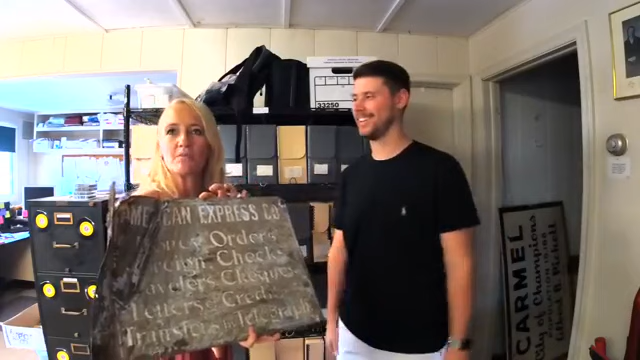 AMERICAN EXPRESS CO
Money Orders
Foreign Checks
Travelers Cheques
Letters of Credit
Transfers by Telegraph
33250
CARMEL
City of Champions